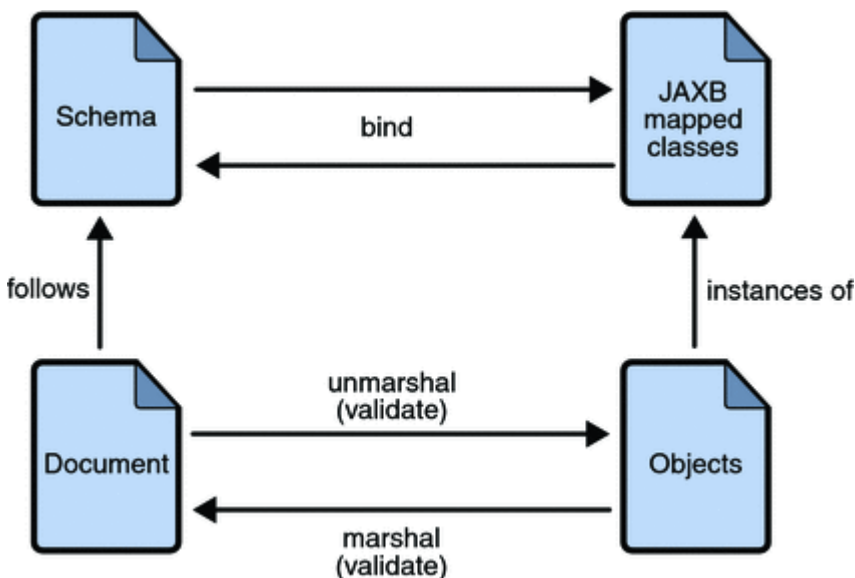 Schema
bind
JAXB
mapped
classes
follows
instances of
Document
unmarshal
(validate)
Objects
marshal
(validate)